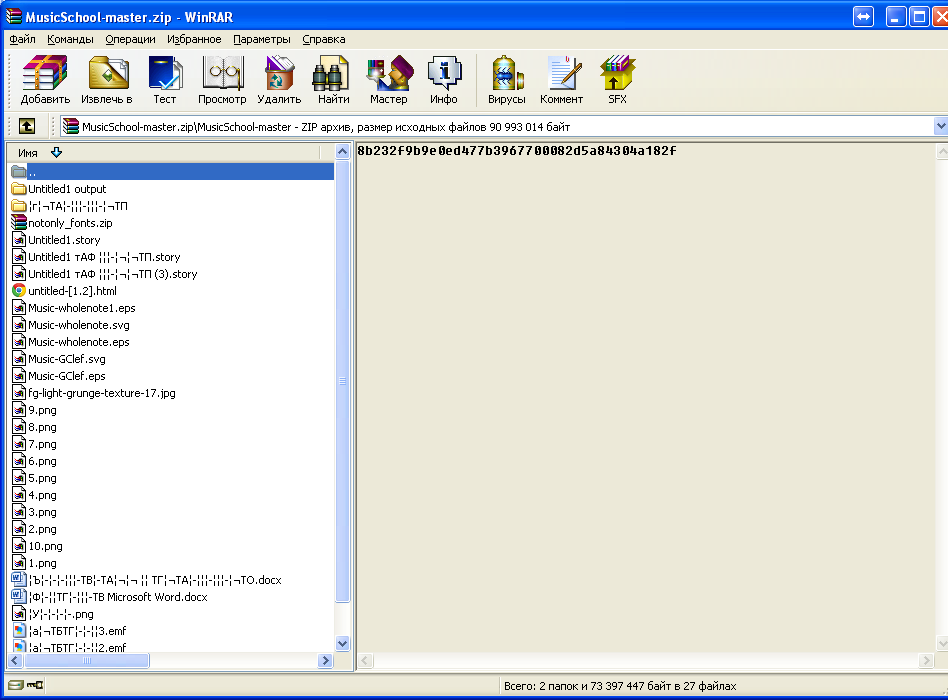 MusicSchool-master.zip - WinRAR
Файл Команды Операции Избранное Параметры Справка
Добавить Извлечь в Тест Просмотр Удалить Найти Мастер Инфо Вирусы Коммент SFX
MusicSchool-master.zip\MusicSchool-master - ZIP архив, размер исходных файлов 90 993 014 байт
Имя
8b232f9b9e0ed477b3967700082d5a84304a182f
..
Untitled1 output
¦г¦¬ТА¦-¦¦¦-¦¦¦-¦¬ТП
notonly_fonts.zip
Untitled1.story
Untitled1 тАФ ¦¦¦-¦¬¦¬ТП.story
Untitled1 тАФ ¦¦¦-¦¬¦¬ТП (3).story
untitled-[1.2].html
Music-wholenote1.eps
Music-wholenote.svg
Music-wholenote.eps
Music-GClef.svg
Music-GClef.eps
fg-light-grunge-texture-17.jpg
9.png
8.png
7.png
6.png
5.png
4.png
3.png
2.png
10.png
1.png
¦Ъ¦-¦-¦-¦¦¦-ТВ¦-ТА¦¬¦¬ ¦¦ ТГ¦¬ТА¦-¦¦¦-¦¦¦-¦¬ТО.docx
¦Ф¦-¦¦ТГ¦-¦¦¦-ТВ Microsoft Word.docx
¦У¦-¦-¦-¦-.png
¦а¦¬ТБТГ¦-¦-¦¦3.emf
¦а¦¬ТБТГ¦-¦-¦¦2.emf
Всего: 2 папок и 73 397 447 байт в 27 файлах